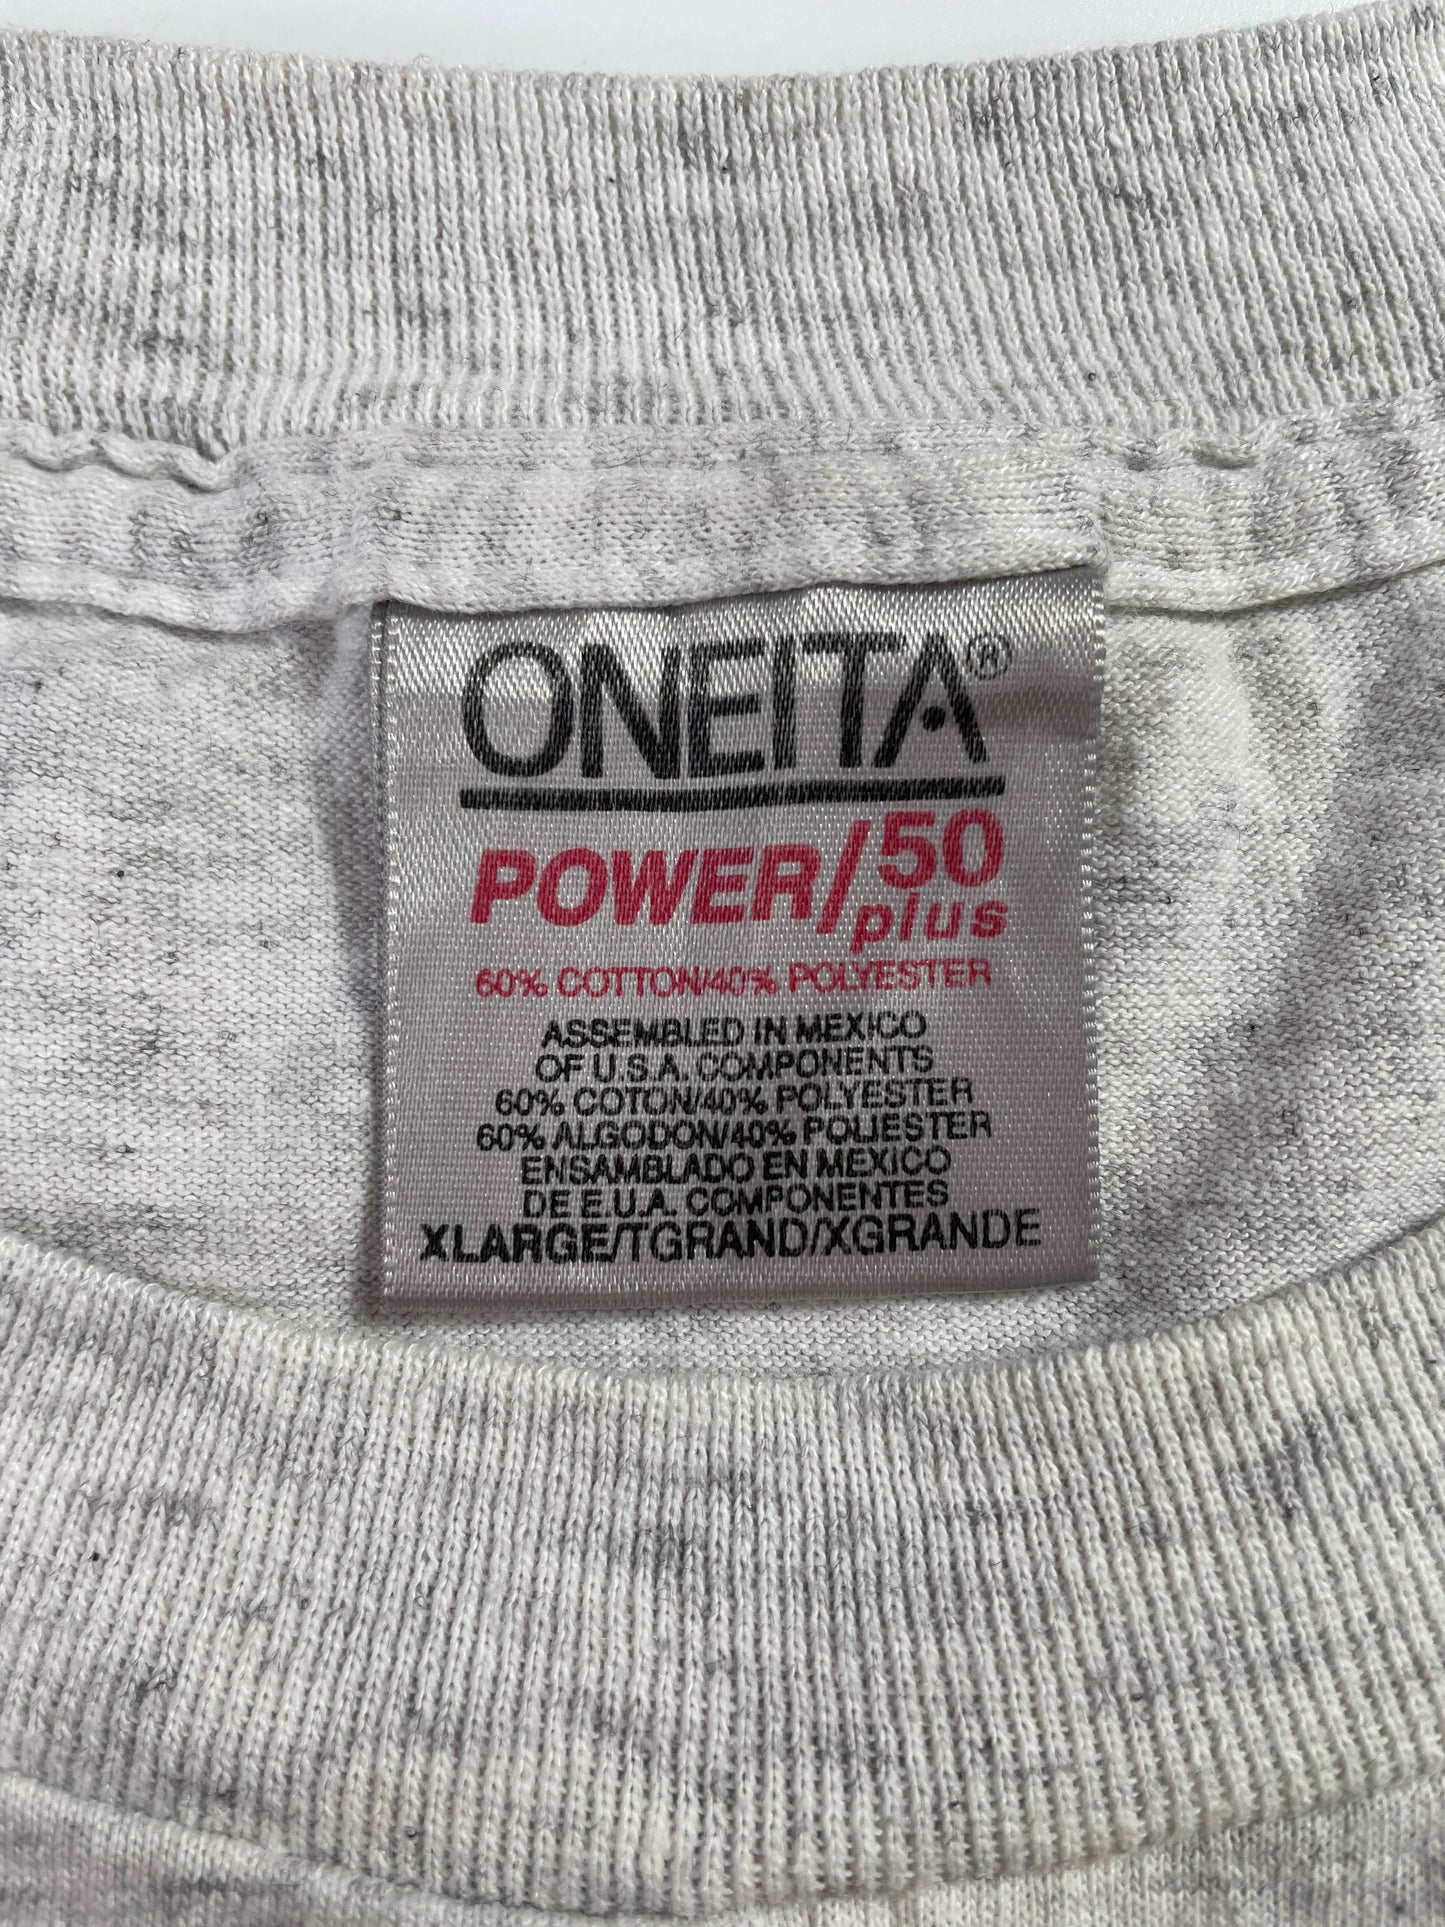 ONEITA®
POWER/50
plus
60% COTTON/40% POLYESTER
ASSEMBLED IN MEXICO
OF U.S.A. COMPONENTS
60% COTON/40% POLYESTER
60% ALGODON/40% POLIESTER
ENSAMBLADO EN MEXICO
DE E.U.A. COMPONENTES
XLARGE/TGRAND/XGRANDE